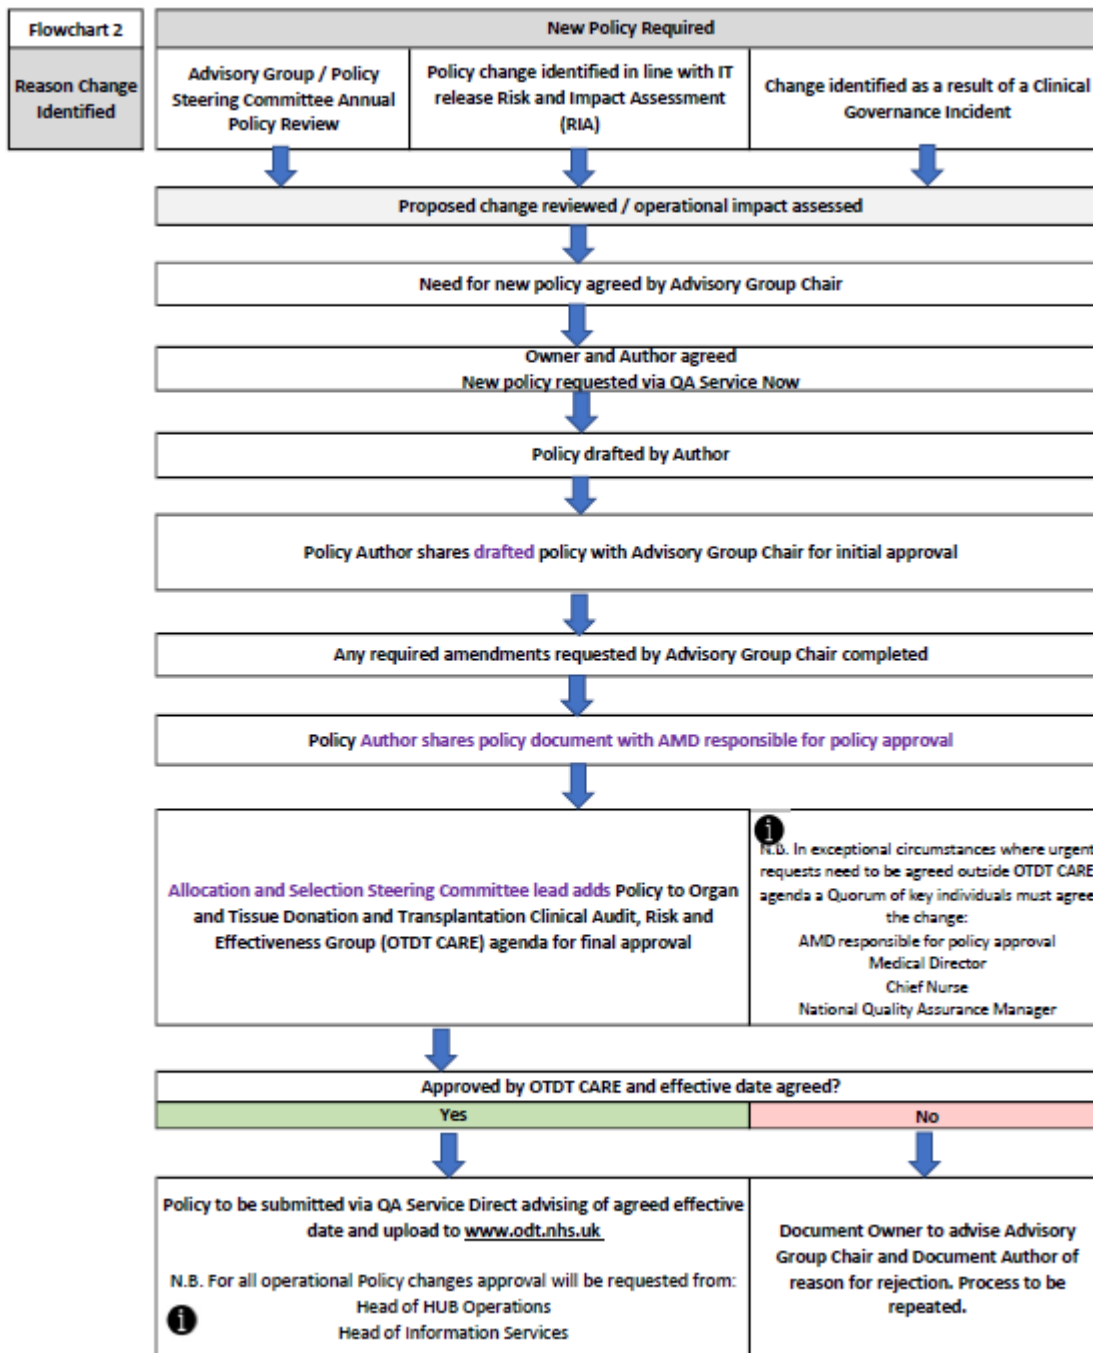 Flowchart 2
New Policy Required
Reason Change
Identified
Advisory Group / Policy
Steering Committee Annual
Policy Review
Policy change identified in line with IT
release Risk and Impact Assessment
(RIA)
Change identified as a result of a Clinical
Governance Incident
Proposed change reviewed / operational impact assessed
Need for new policy agreed by Advisory Group Chair
Owner and Author agreed
New policy requested via QA Service Now
Policy drafted by Author
Policy Author shares drafted policy with Advisory Group Chair for initial approval
Any required amendments requested by Advisory Group Chair completed
Policy Author shares policy document with AMD responsible for policy approval
Allocation and Selection Steering Committee lead adds Policy to Organ
and Tissue Donation and Transplantation Clinical Audit, Risk and
Effectiveness Group (OTDT CARE) agenda for final approval
i
N.B. In exceptional circumstances where urgent
requests need to be agreed outside OTDT CARE
agenda a Quorum of key individuals must agree
the change:
AMD responsible for policy approval
Medical Director
Chief Nurse
National Quality Assurance Manager
Approved by OTDT CARE and effective date agreed?
Yes
No
Policy to be submitted via QA Service Direct advising of agreed effective
date and upload to www.odt.nhs.uk
N.B. For all operational Policy changes approval will be requested from:
Head of HUB Operations
i
Head of Information Services
Document Owner to advise Advisory
Group Chair and Document Author of
reason for rejection. Process to be
repeated.